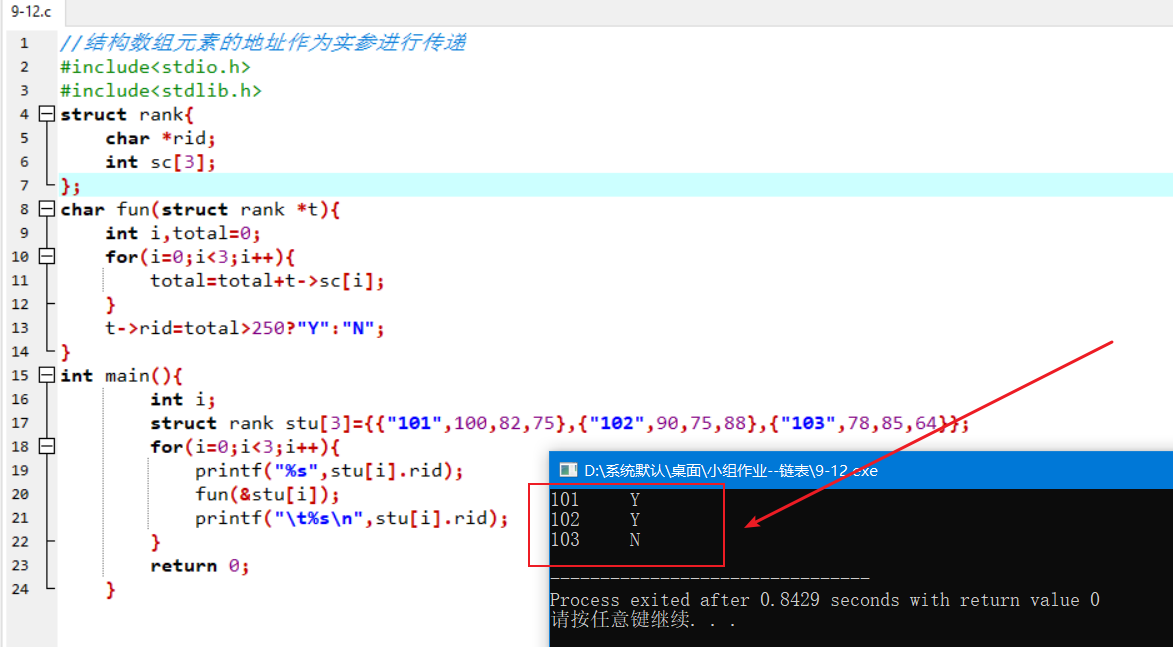 9-12.c
1 //结构数组元素的地址作为实参进行传递
2 #include<stdio.h>
3 #include<stdlib.h>
4 struct rank{
5 char *rid;
6 int sc[3];
7 };
8 char fun(struct rank *t){
9 int i,total=0;
10 for(i=0;i<3;i++){
11 total=total+t->sc[i];
12 }
13 t->rid=total>250?"Y":"N";
14 }
15 int main(){
16 int i;
17 struct rank stu[3]={{"101",100,82,75},{"102",90,75,88},{"103",78,85,64}};
18 for(i=0;i<3;i++){
19 printf("%s",stu[i].rid);
20 fun(&stu[i]);
21 printf("\t%s\n",stu[i].rid);
22 }
23 return 0;
24 }
D:\系统默认\桌面\小组作业--链表\9-12.exe
101 Y
102 Y
103 N
--------------------------------
Process exited after 0.8429 seconds with return value 0
请按任意键继续. . .